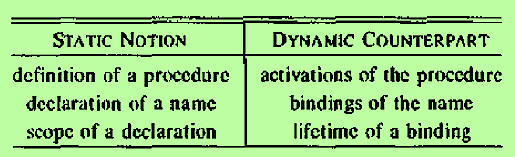 STATIC NOTION DYNAMIC COUNTERPART
definition of a procedure activations of the procedure
declaration of a name bindings of the name
scope of a declaration lifetime of a binding